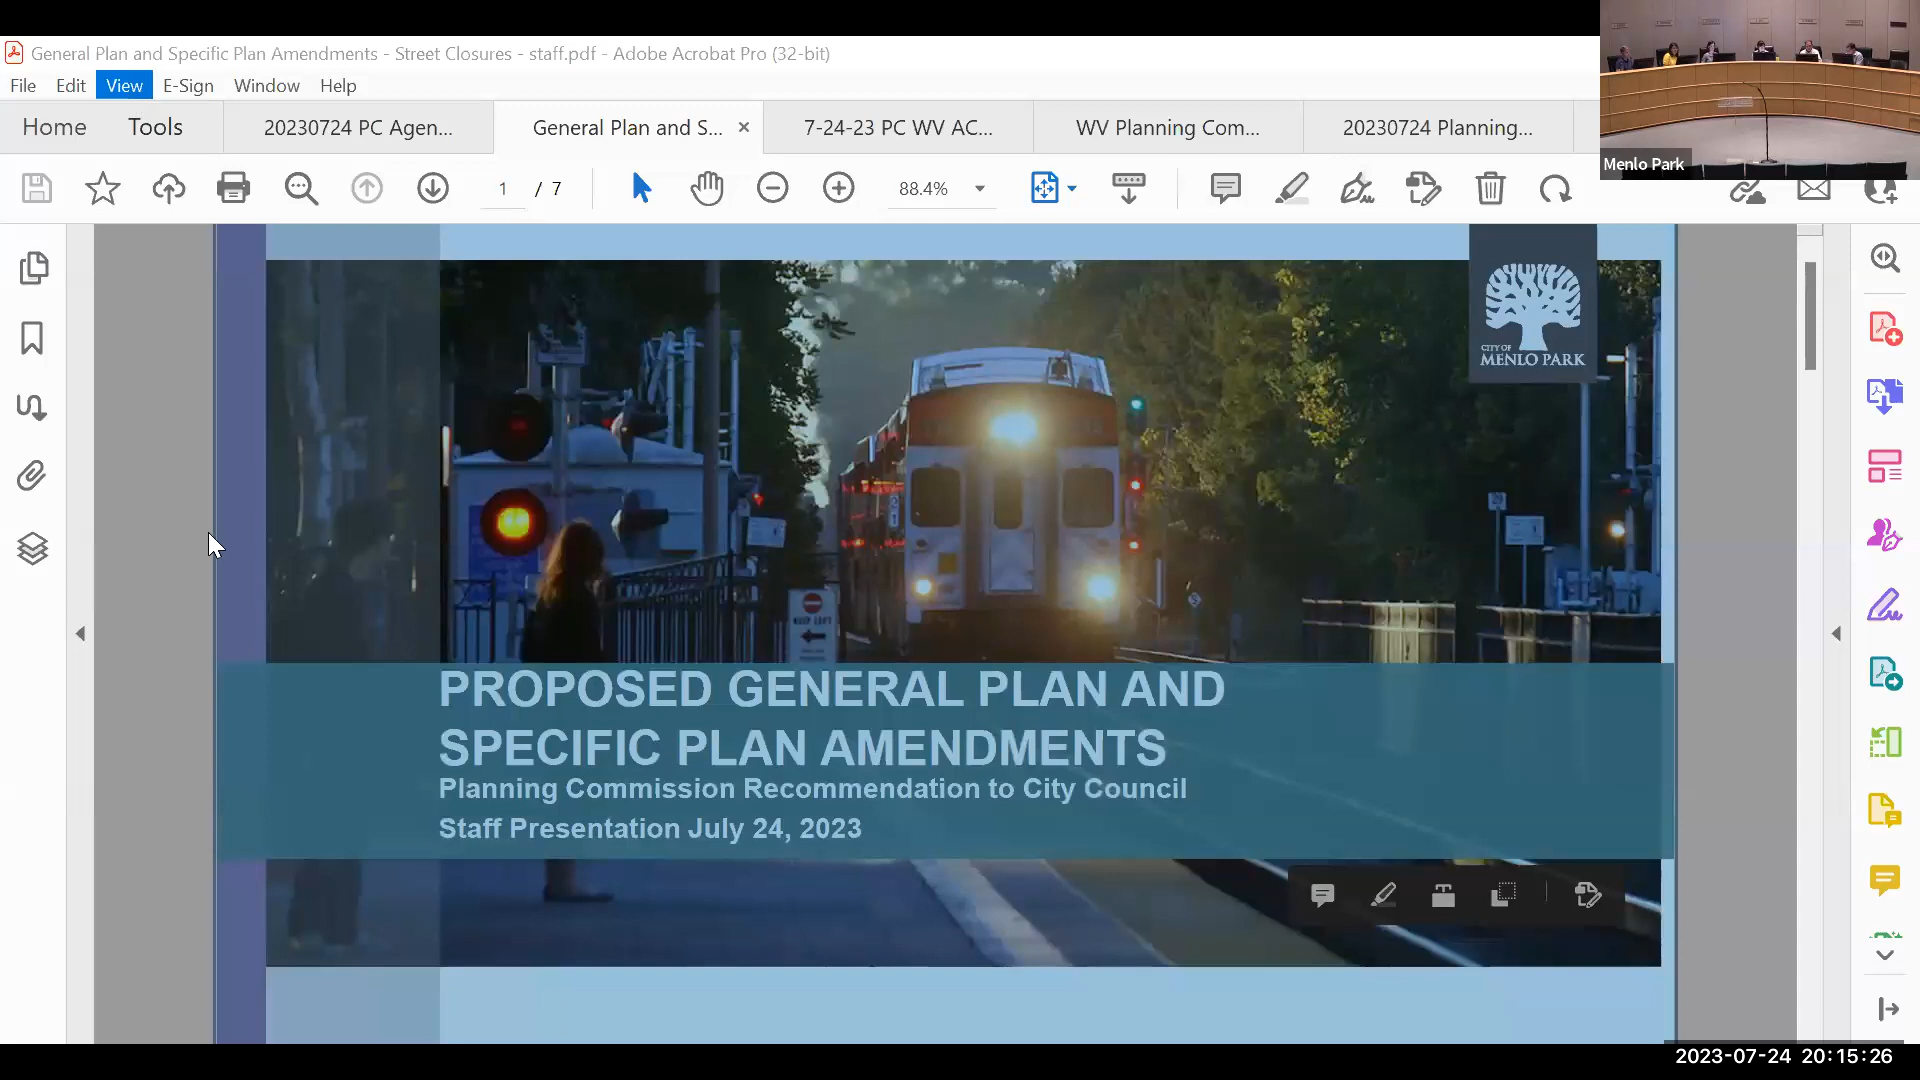 General Plan and Specific Plan Amendments - Street Closures - staff.pdf - Adobe Acrobat Pro (32-bit)
File Edit View E-Sign Window Help
Home Tools 20230724 PC Agen... General Plan and S... 7-24-23 PC WV AC... WV Planning Com... 20230724 Planning...
Menlo Park
1 / 7 88.4%
CITY OF
MENLO PARK
KEEP LEFT
PROPOSED GENERAL PLAN AND
SPECIFIC PLAN AMENDMENTS
Planning Commission Recommendation to City Council
Staff Presentation July 24, 2023
2023-07-24 20:15:26